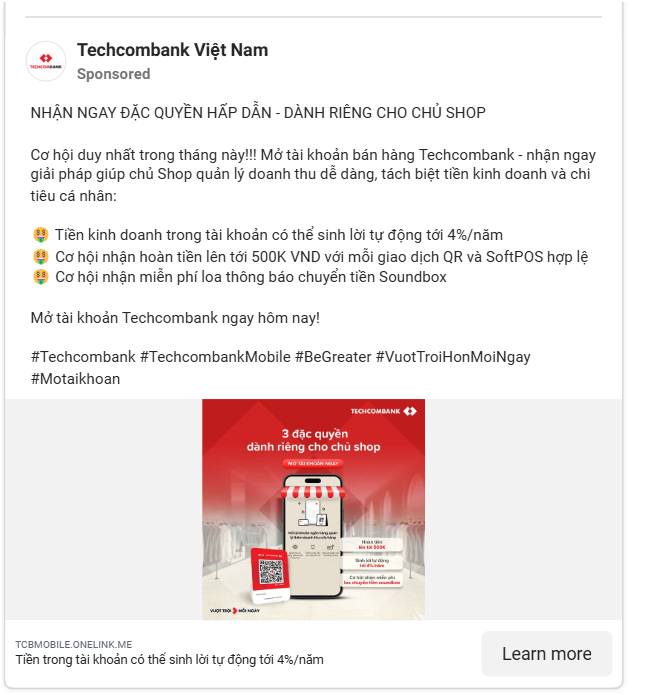 TECHCOMBANK
Techcombank Việt Nam
Sponsored
NHẬN NGAY ĐẶC QUYỀN HẤP DẪN - DÀNH RIÊNG CHO CHỦ SHOP
Cơ hội duy nhất trong tháng này!!! Mở tài khoản bán hàng Techcombank - nhận ngay
giải pháp giúp chủ Shop quản lý doanh thu dễ dàng, tách biệt tiền kinh doanh và chi
tiêu cá nhân:
🤑 Tiền kinh doanh trong tài khoản có thể sinh lời tự động tới 4%/năm
🤑 Cơ hội nhận hoàn tiền lên tới 500K VND với mỗi giao dịch QR và SoftPOS hợp lệ
🤑 Cơ hội nhận miễn phí loa thông báo chuyển tiền Soundbox
Mở tài khoản Techcombank ngay hôm nay!
#Techcombank #TechcombankMobile #BeGreater #VuotTroiHonMoiNgay
#Motaikhoan
TECHCOMBANK
3 đặc quyền
dành riêng cho chủ shop
MỞ TÀI KHOẢN NGAY
Hoàn tiền
lên tới 500K
Sinh lời tự động
tới 4%/năm
Cơ hội nhận miễn phí
loa chuyển tiền soundbox
VƯỢT TRỘI MỖI NGÀY
TCBMOBILE.ONELINK.ME
Tiền trong tài khoản có thể sinh lời tự động tới 4%/năm
Learn more